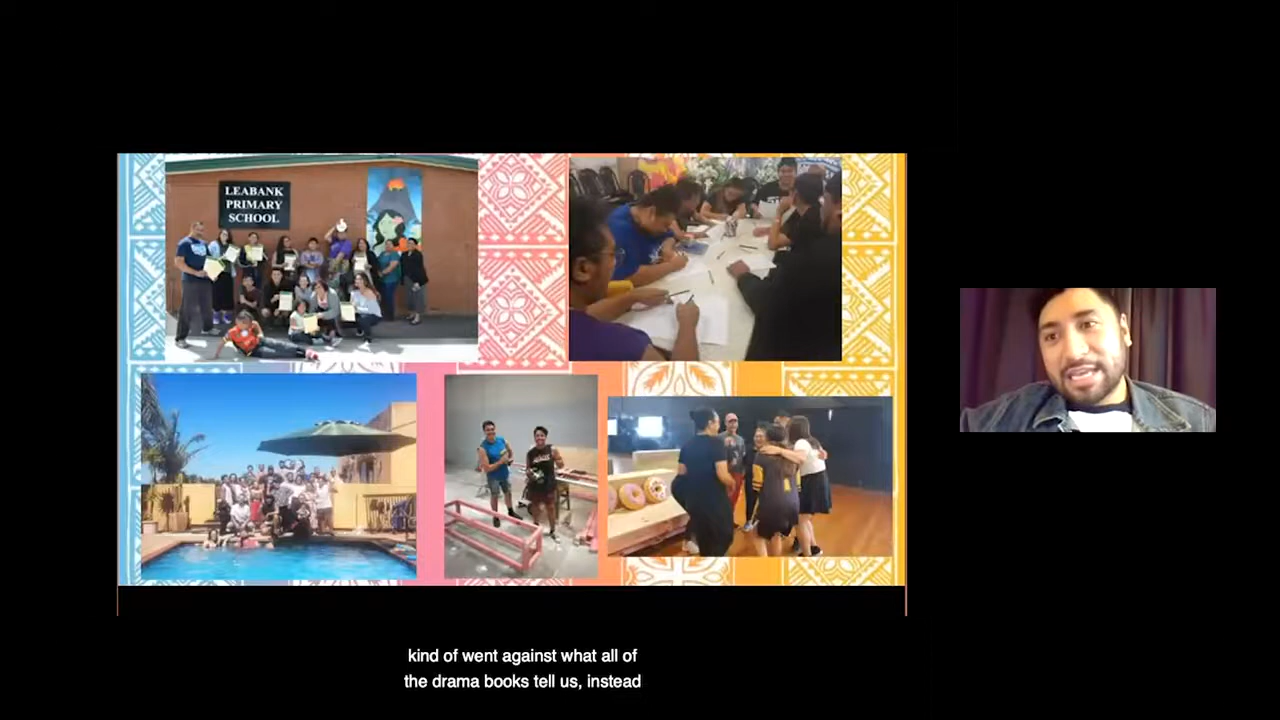 LEABANK
PRIMARY
SCHOOL
kind of went against what all of
the drama books tell us, instead